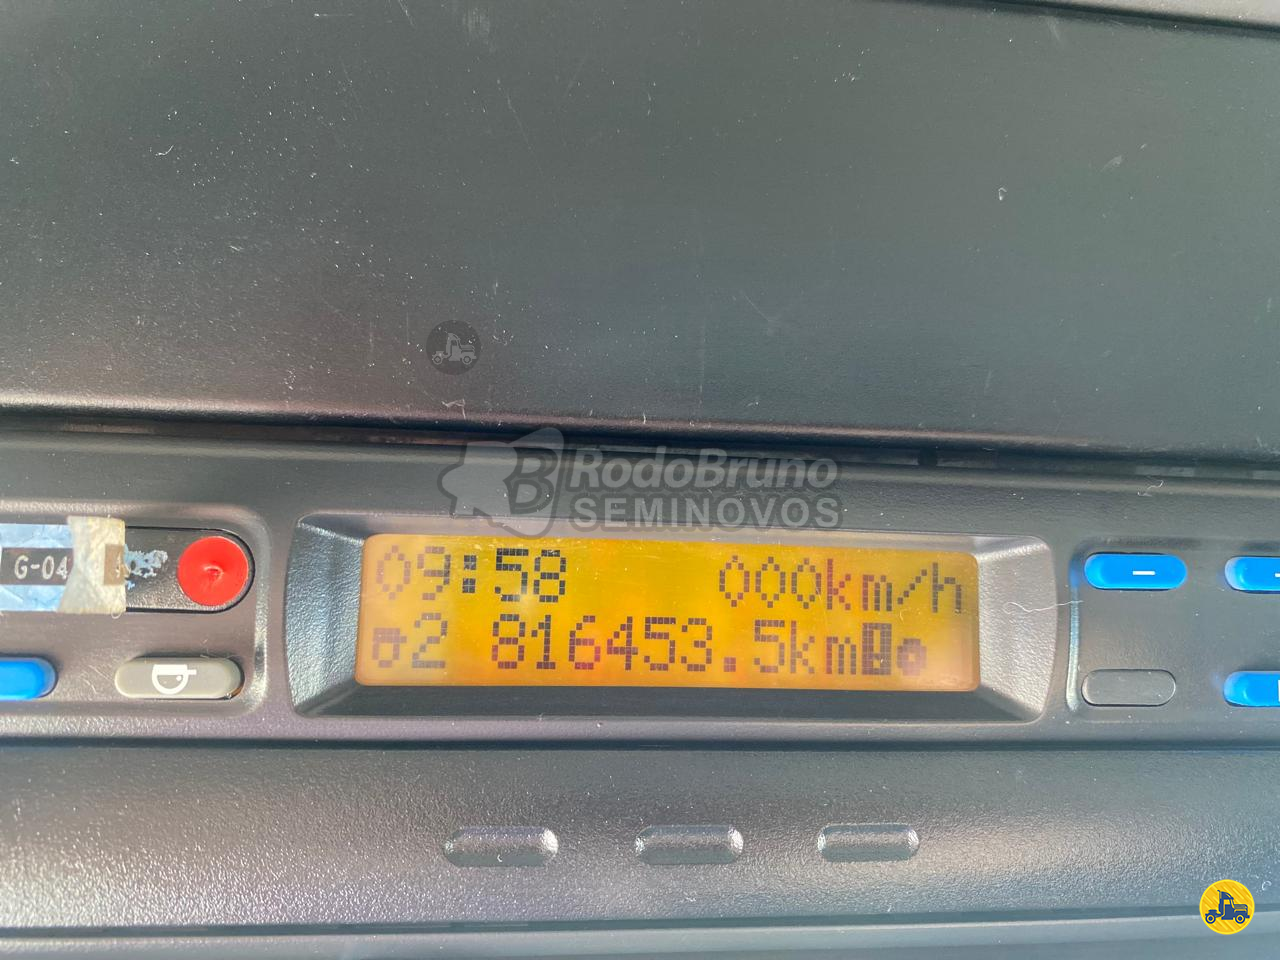 RodoBruno
SEMINOVOS
G-04
09:58 000km/h
2 816453.5km